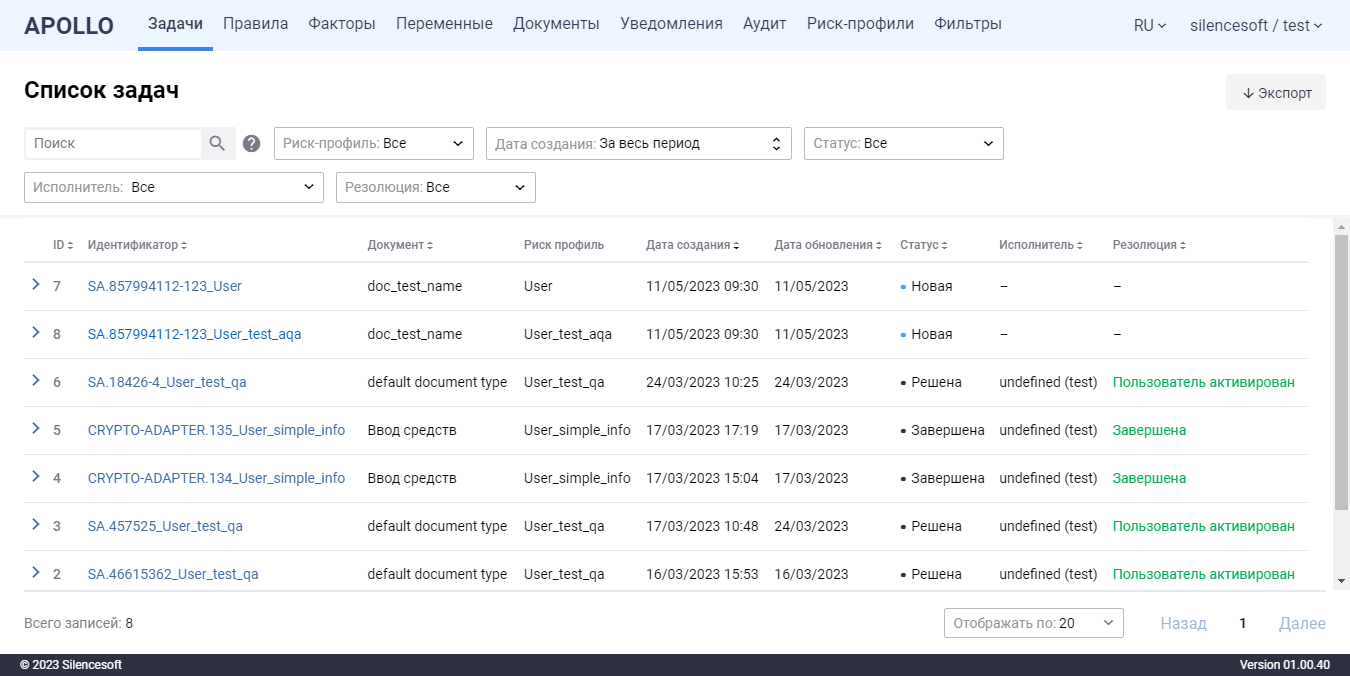 APOLLO Задачи Правила Факторы Переменные Документы Уведомления Аудит Риск-профили Фильтры RU silencesoft / test
Список задач
Экспорт
Поиск ? Риск-профиль: Все Дата создания: За весь период Статус: Все
Исполнитель: Все Резолюция: Все
ID Идентификатор Документ Риск профиль Дата создания Дата обновления Статус Исполнитель Резолюция
7 SA.857994112-123_User doc_test_name User 11/05/2023 09:30 11/05/2023 Новая – –
8 SA.857994112-123_User_test_aqa doc_test_name User_test_aqa 11/05/2023 09:30 11/05/2023 Новая – –
6 SA.18426-4_User_test_qa default document type User_test_qa 24/03/2023 10:25 24/03/2023 Решена undefined (test) Пользователь активирован
5 CRYPTO-ADAPTER.135_User_simple_info Ввод средств User_simple_info 17/03/2023 17:19 17/03/2023 Завершена undefined (test) Завершена
4 CRYPTO-ADAPTER.134_User_simple_info Ввод средств User_simple_info 17/03/2023 15:04 17/03/2023 Завершена undefined (test) Завершена
3 SA.457525_User_test_qa default document type User_test_qa 17/03/2023 10:48 24/03/2023 Решена undefined (test) Пользователь активирован
2 SA.46615362_User_test_qa default document type User_test_qa 16/03/2023 15:53 16/03/2023 Решена undefined (test) Пользователь активирован
Всего записей: 8 Отображать по: 20 Назад 1 Далее
© 2023 Silencesoft Version 01.00.40